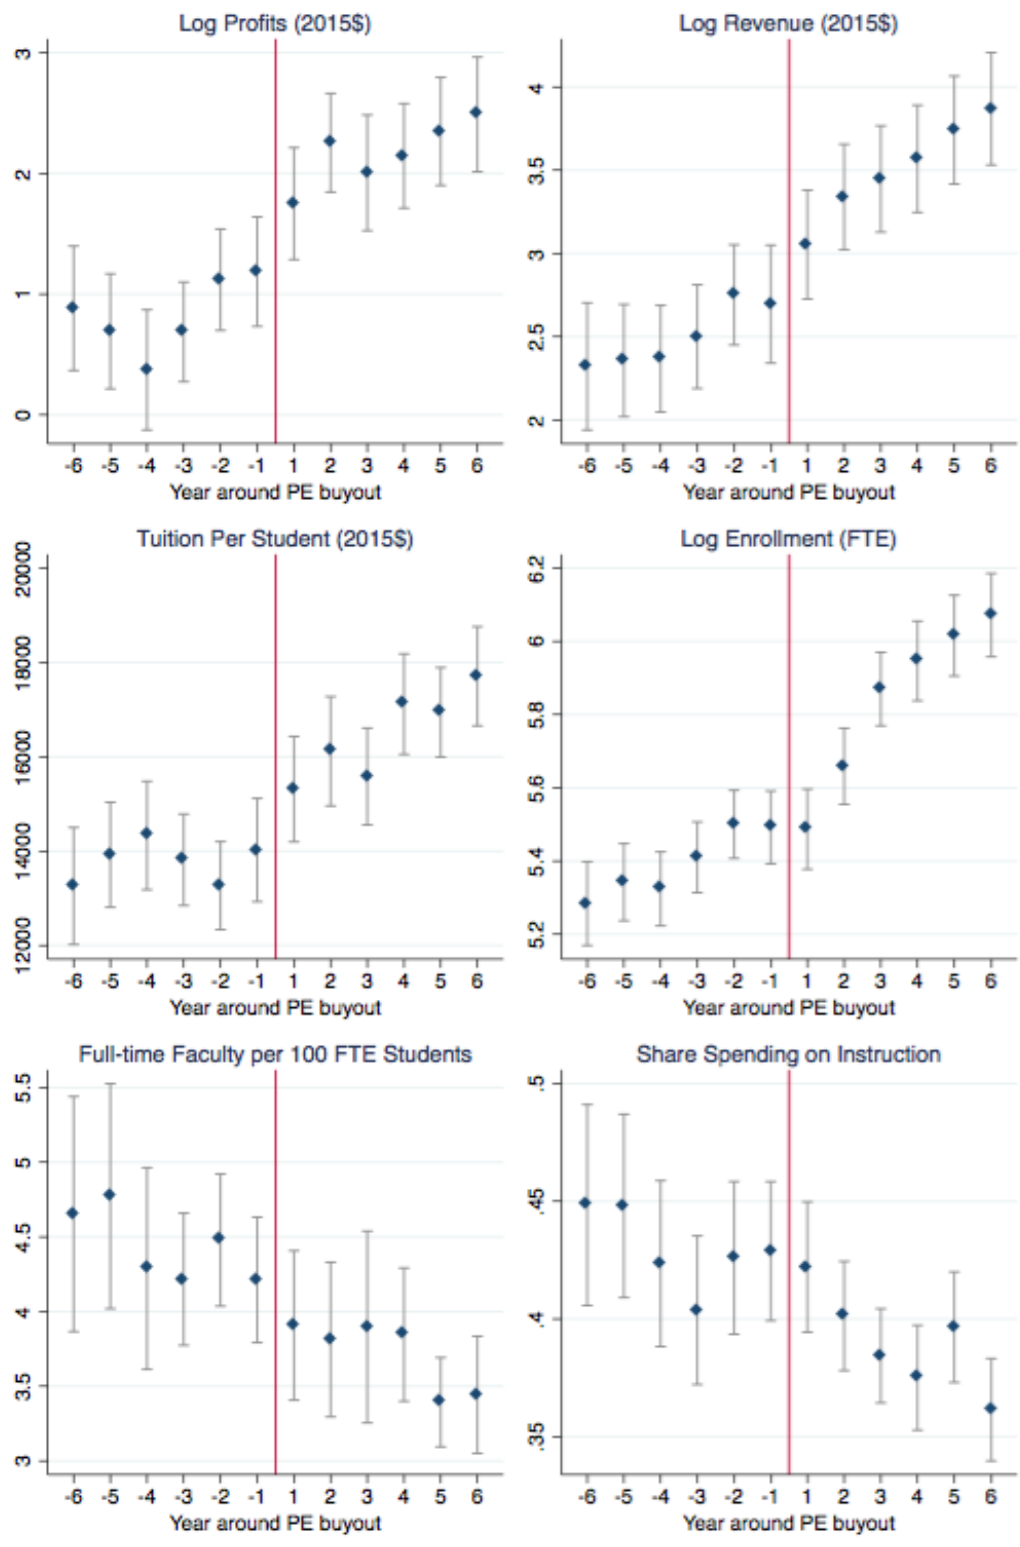 Log Profits (2015$)
3
2
1
0
-6 -5 -4 -3 -2 -1 1 2 3 4 5 6
Year around PE buyout
Log Revenue (2015$)
4
3.5
3
2.5
2
-6 -5 -4 -3 -2 -1 1 2 3 4 5 6
Year around PE buyout
Tuition Per Student (2015$)
20000
18000
16000
14000
12000
-6 -5 -4 -3 -2 -1 1 2 3 4 5 6
Year around PE buyout
Log Enrollment (FTE)
6.2
6
5.8
5.6
5.4
5.2
-6 -5 -4 -3 -2 -1 1 2 3 4 5 6
Year around PE buyout
Full-time Faculty per 100 FTE Students
5.5
5
4.5
4
3.5
3
-6 -5 -4 -3 -2 -1 1 2 3 4 5 6
Year around PE buyout
Share Spending on Instruction
.5
.45
.4
.35
-6 -5 -4 -3 -2 -1 1 2 3 4 5 6
Year around PE buyout